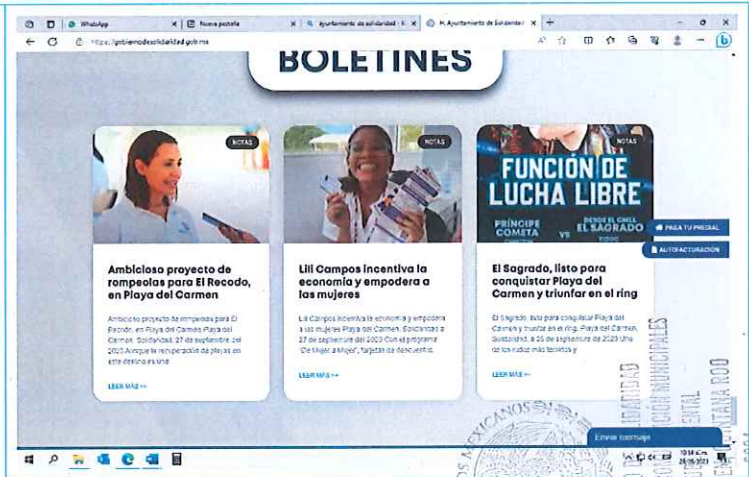 WhatsApp
Nueva pestaña
ayuntamiento de solidaridad - B
H. Ayuntamiento de Solidaridad
https://gobiernodesolidaridad.gob.mx
BOLETINES
NOTAS
NOTAS
NOTAS
FUNCIÓN DE
LUCHA LIBRE
PRÍNCIPE
COMETA
VS
DESDE EL CMLL
EL SAGRADO
PAGA TU PREDIAL
AUTOFACTURACIÓN
Ambicioso proyecto de
rompeolas para El Recodo,
en Playa del Carmen
Ambicioso proyecto de rompeolas para El
Recodo, en Playa del Carmen Playa del
Carmen, Solidaridad, 27 de septiembre del
2023 Aunque la recuperación de playas en
este destino es una
LEER MÁS >>
Lili Campos incentiva la
economía y empodera a
las mujeres
Lili Campos incentiva la economía y empodera
a las mujeres Playa del Carmen, Solidaridad a
27 de septiembre del 2023 Con el programa
"De Mujer a Mujer", tarjetas de descuento,
LEER MÁS >>
El Sagrado, listo para
conquistar Playa del
Carmen y triunfar en el ring
El Sagrado, listo para conquistar Playa del
Carmen y triunfar en el ring. Playa del Carmen,
Solidaridad, a 26 de septiembre de 2023 Uno
de los rudos más técnicos y
LEER MÁS >>
Enviar mensaje
MEXICANOS
MUNICIPALES